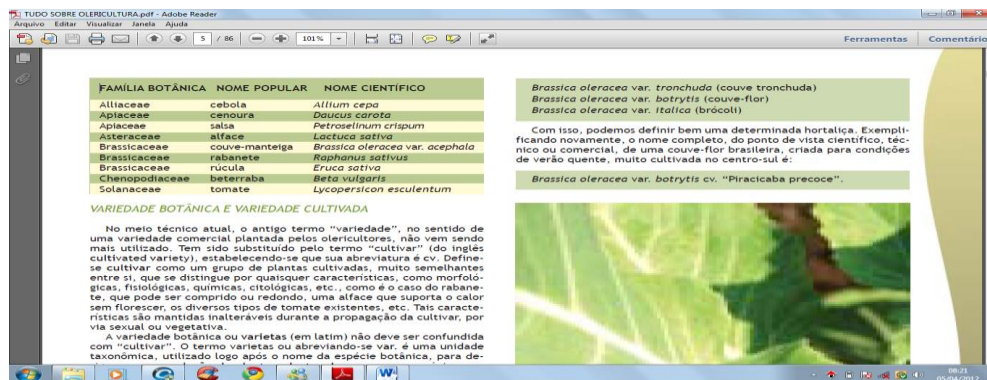 TUDO SOBRE OLERICULTURA.pdf - Adobe Reader
Arquivo Editar Visualizar Janela Ajuda
5 / 86 101% Ferramentas Comentário
FAMÍLIA BOTÂNICA NOME POPULAR NOME CIENTÍFICO
Alliaceae cebola Allium cepa
Apiaceae cenoura Daucus carota
Apiaceae salsa Petroselinum crispum
Asteraceae alface Lactuca sativa
Brassicaceae couve-manteiga Brassica oleracea var. acephala
Brassicaceae rabanete Raphanus sativus
Brassicaceae rúcula Eruca sativa
Chenopodiaceae beterraba Beta vulgaris
Solanaceae tomate Lycopersicon esculentum
VARIEDADE BOTÂNICA E VARIEDADE CULTIVADA
No meio técnico atual, o antigo termo “variedade”, no sentido de
uma variedade comercial plantada pelos olericultores, não vem sendo
mais utilizado. Tem sido substituído pelo termo “cultivar” (do inglês
cultivated variety), estabelecendo-se que sua abreviatura é cv. Define-
se cultivar como um grupo de plantas cultivadas, muito semelhantes
entre si, que se distingue por quaisquer características, como morfoló-
gicas, fisiológicas, químicas, citológicas, etc., como é o caso do rabane-
te, que pode ser comprido ou redondo, uma alface que suporta o calor
sem florescer, os diversos tipos de tomate existentes, etc. Tais caracte-
rísticas são mantidas inalteráveis durante a propagação da cultivar, por
via sexual ou vegetativa.
A variedade botânica ou varietas (em latim) não deve ser confundida
com “cultivar”. O termo varietas ou abreviando-se var. é uma unidade
taxonômica, utilizado logo após o nome da espécie botânica, para de-
Brassica oleracea var. tronchuda (couve tronchuda)
Brassica oleracea var. botrytis (couve-flor)
Brassica oleracea var. italica (brócoli)
Com isso, podemos definir bem uma determinada hortaliça. Exempli-
ficando novamente, o nome completo, do ponto de vista científico, téc-
nico ou comercial, de uma couve-flor brasileira, criada para condições
de verão quente, muito cultivada no centro-sul é:
Brassica oleracea var. botrytis cv. “Piracicaba precoce”.
08:21
05/04/2012